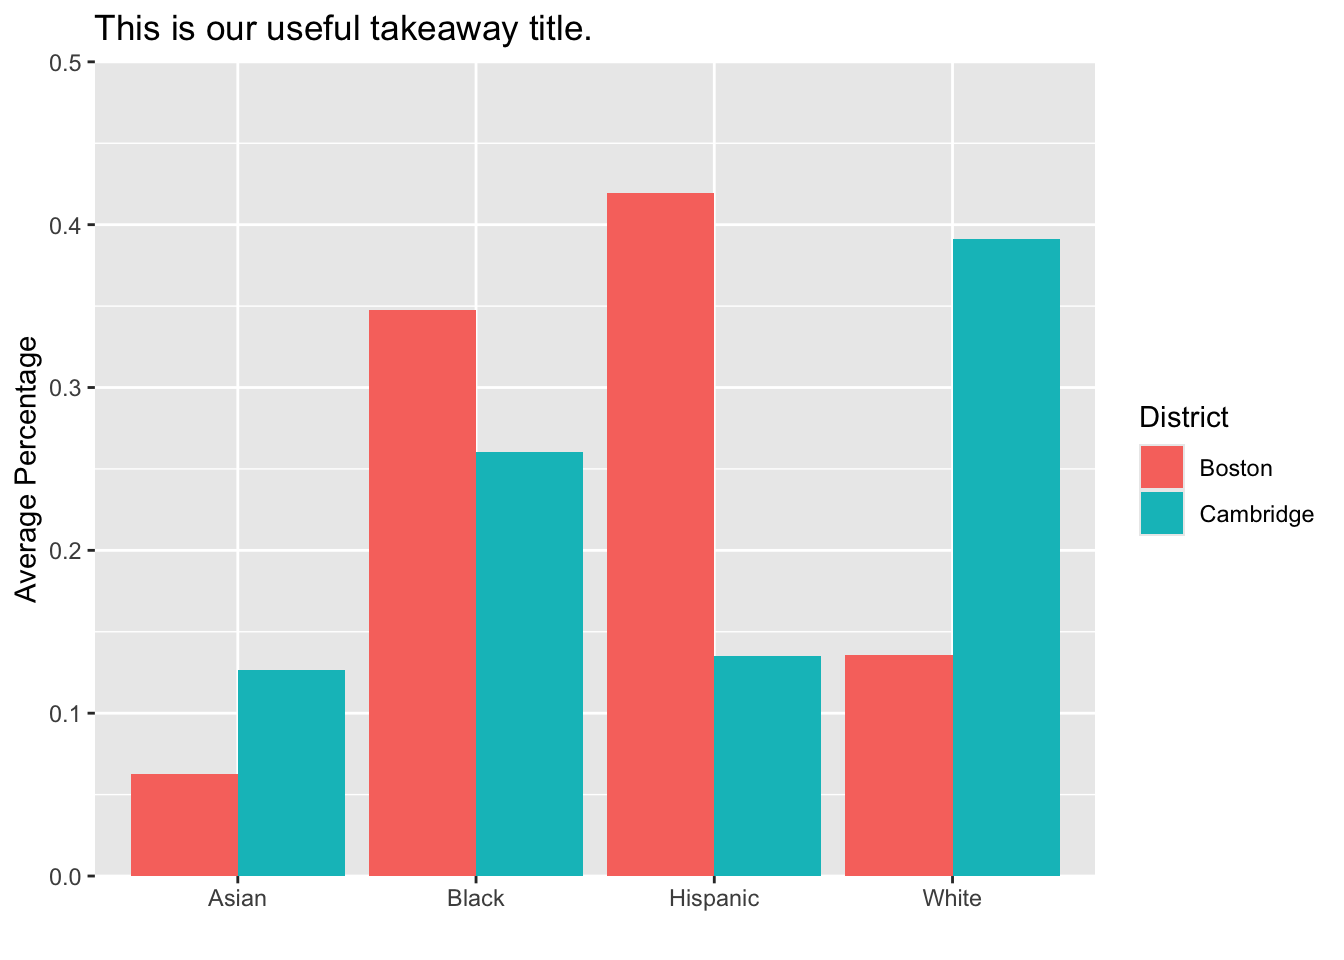 This is our useful takeaway title.
Average Percentage
0.5
0.4
0.3
0.2
0.1
0.0
Asian
Black
Hispanic
White
District
Boston
Cambridge